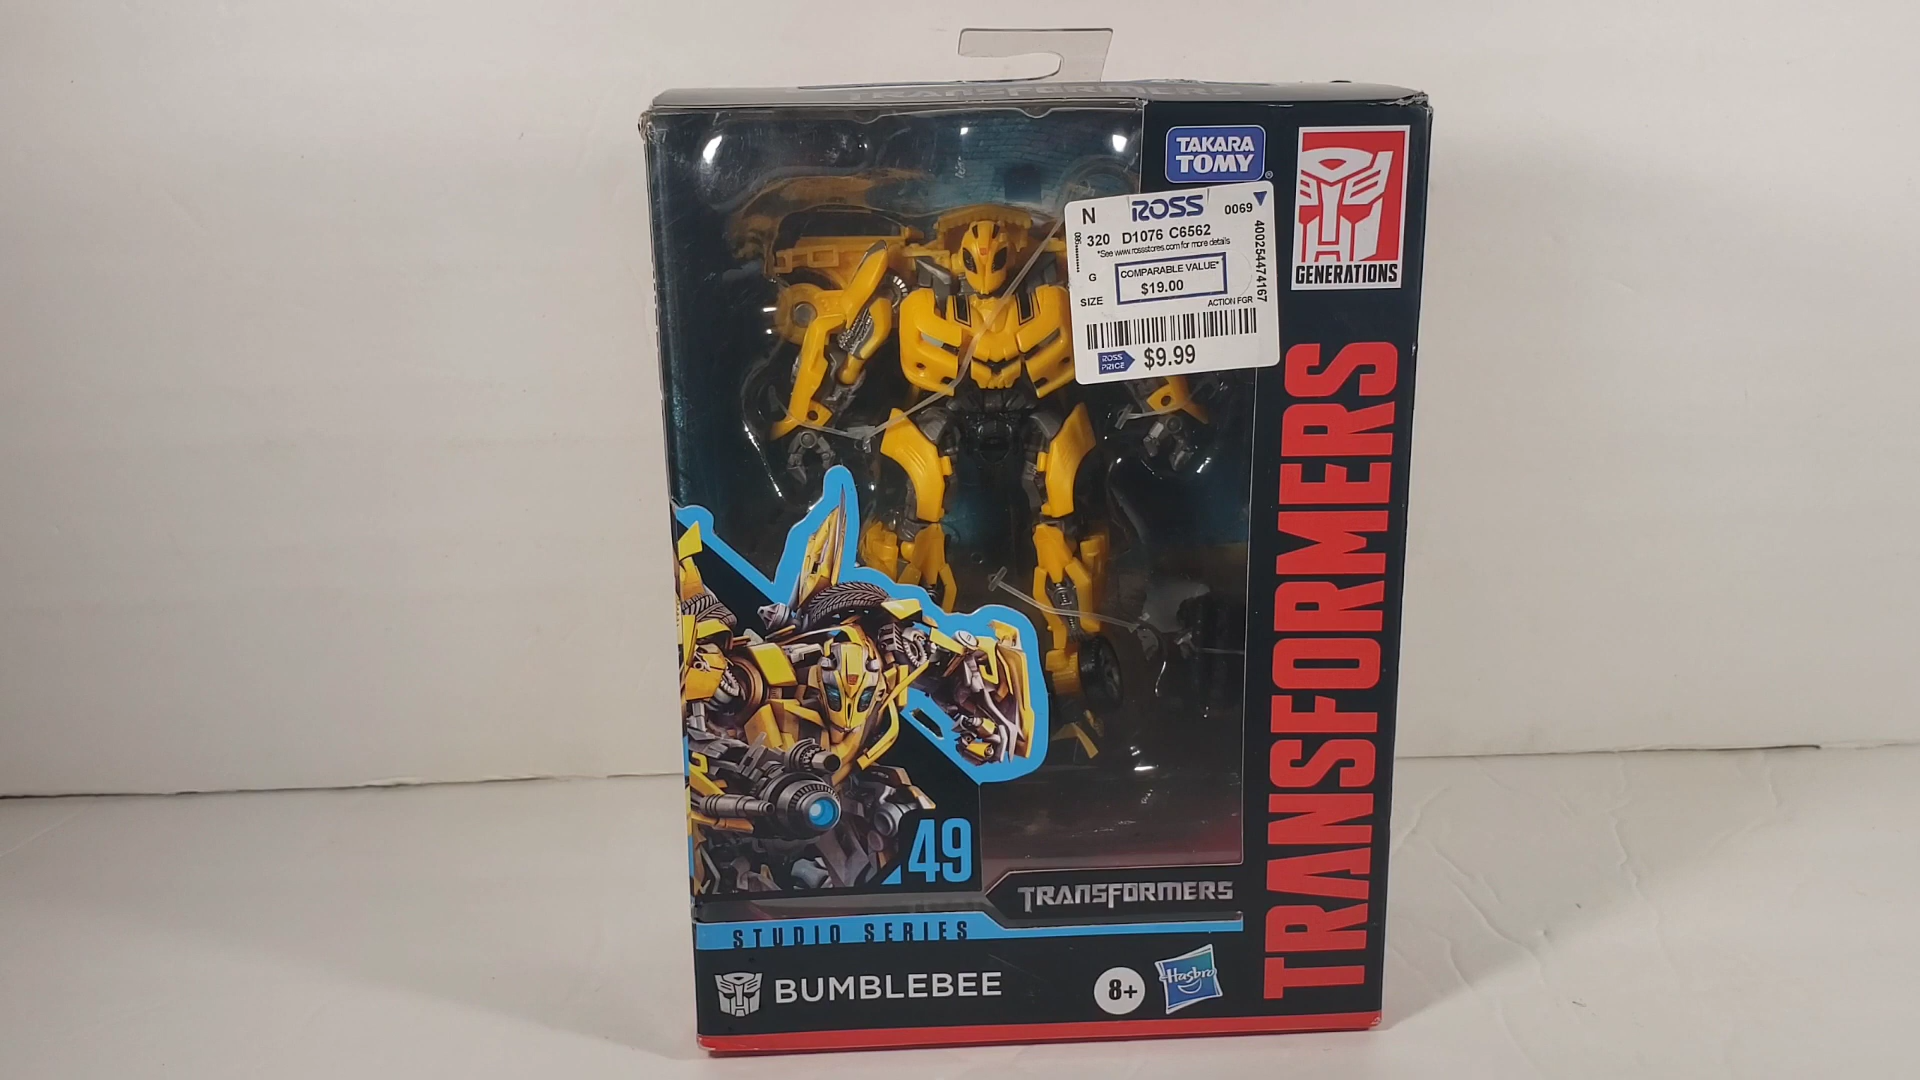 TRANSFORMERS
TAKARA
TOMY
®
GENERATIONS
N ROSS 0069
320 D1076 C6562
*See www.rossstores.com for more details
G
COMPARABLE VALUE*
$19.00
SIZE
ACTION FGR
400254474167
ROSS
PRICE
$9.99
TRANSFORMERS
49
TRANSFORMERS
STUDIO SERIES
BUMBLEBEE
8+
Hasbro